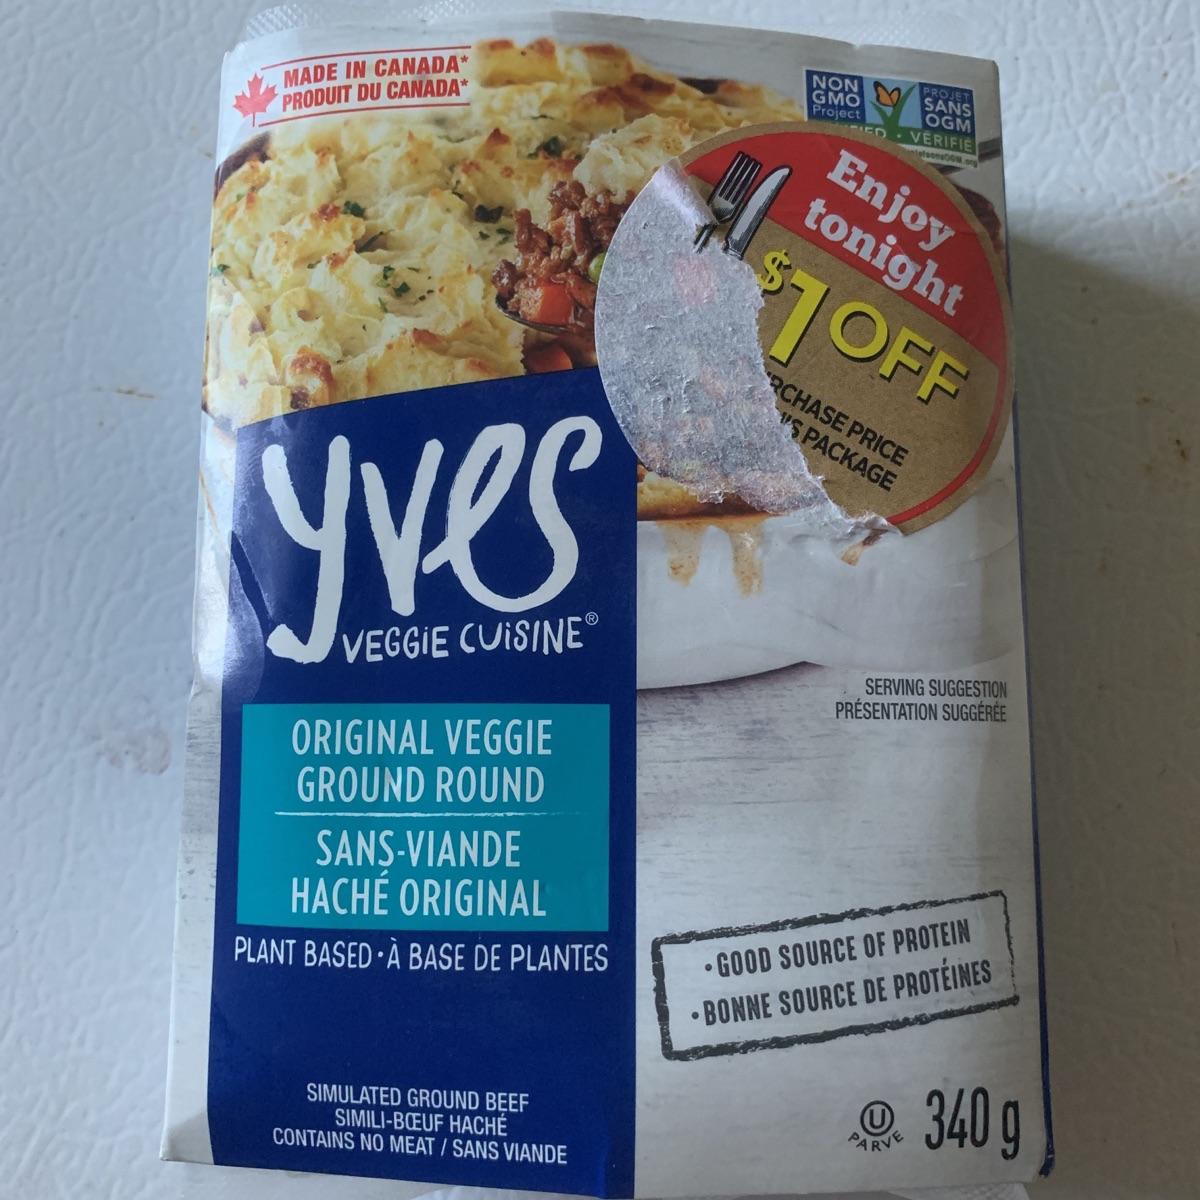 MADE IN CANADA*
PRODUIT DU CANADA*
NON
GMO
Project
PROJET
SANS
OGM
VÉRIFIÉ
Enjoy
tonight
$1 OFF
PRICE
PACKAGE
yves
VEGGiE CUiSiNE®
ORIGINAL VEGGIE
GROUND ROUND
SANS-VIANDE
HACHÉ ORIGINAL
PLANT BASED · À BASE DE PLANTES
SERVING SUGGESTION
PRÉSENTATION SUGGÉRÉE
• GOOD SOURCE OF PROTEIN
• BONNE SOURCE DE PROTÉINES
SIMULATED GROUND BEEF
SIMILI-BŒUF HACHÉ
CONTAINS NO MEAT / SANS VIANDE
U
PARVE
340 g